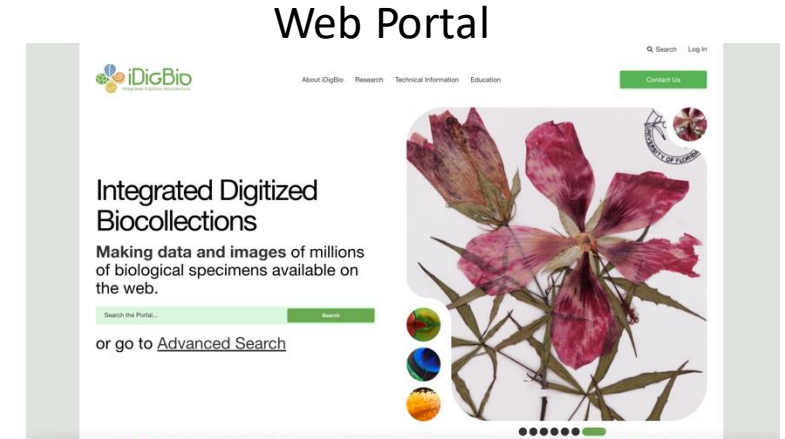 Web Portal
Search Log In
iDigBio
Integrated Digitized Biocollections
About iDigBio Research Technical Information Education
Contact Us
UNIVERSITY OF FLORIDA
Integrated Digitized
Biocollections
Making data and images of millions
of biological specimens available on
the web.
Search the Portal... Search
or go to Advanced Search